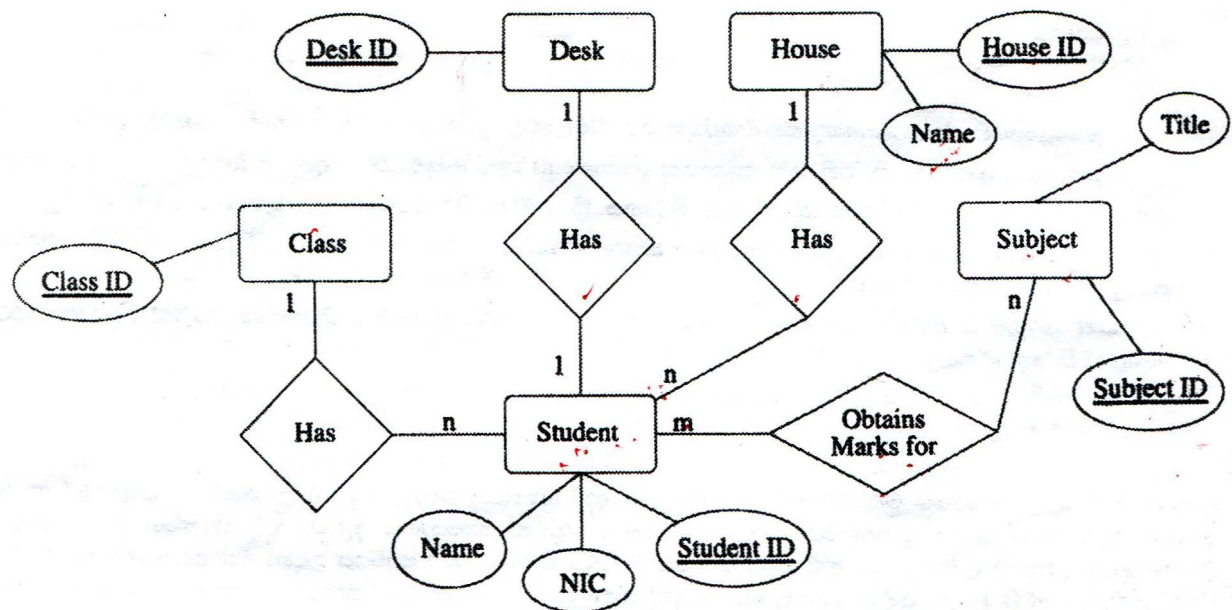 Desk ID
Desk
House
House ID
1
1
Name
Title
Class
Has
Has
Subject
Class ID
1
n
1
n
Subject ID
Has
n
Student
m
Obtains
Marks for
Name
NIC
Student ID